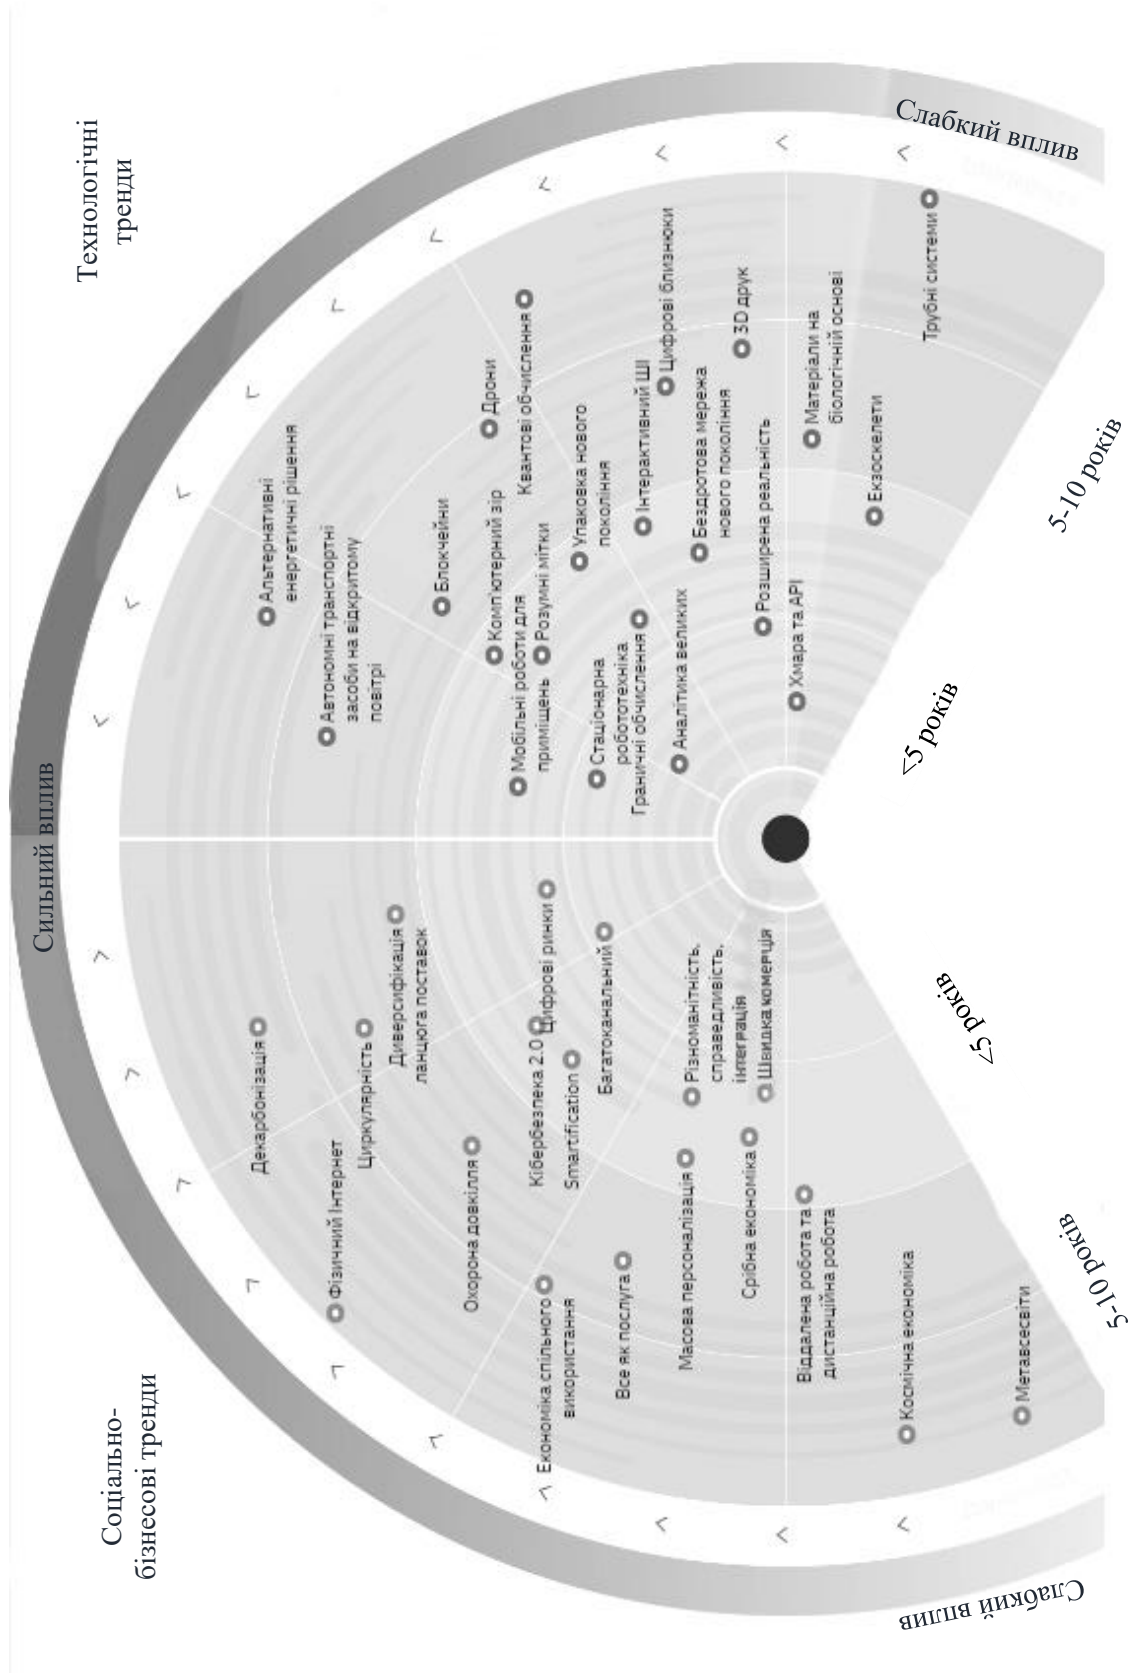 Соціально-
бізнесові тренди
Сильний вплив
Технологічні
тренди
Декарбонізація
Фізичний Інтернет
Циркулярність
Диверсифікація
ланцюга поставок
Охорона довкілля
Кібербезпека 2.0
Цифрові ринки
Smartification
Багатоканальний
Економіка спільного
використання
Все як послуга
Масова персоналізація
Різноманітність,
справедливість,
інтеграція
Срібна економіка
Швидка комерція
Віддалена робота та
дистанційна робота
Космічна економіка
Метавсесвіти
Альтернативні
енергетичні рішення
Автономні транспортні
засоби на відкритому
повітрі
Блокчейни
Дрони
Квантові обчислення
Комп'ютерний зір
Мобільні роботи для
приміщень
Розумні мітки
Упаковка нового
покоління
Стаціонарна
робототехніка
Граничні обчислення
Інтерактивний ШІ
Цифрові близнюки
Аналітика великих
Бездротова мережа
нового покоління
3D друк
Розширена реальність
Хмара та API
Матеріали на
біологічній основі
Екзоскелети
Трубні системи
Слабкий вплив
5-10 років
<5 років
<5 років
5-10 років
Слабкий вплив